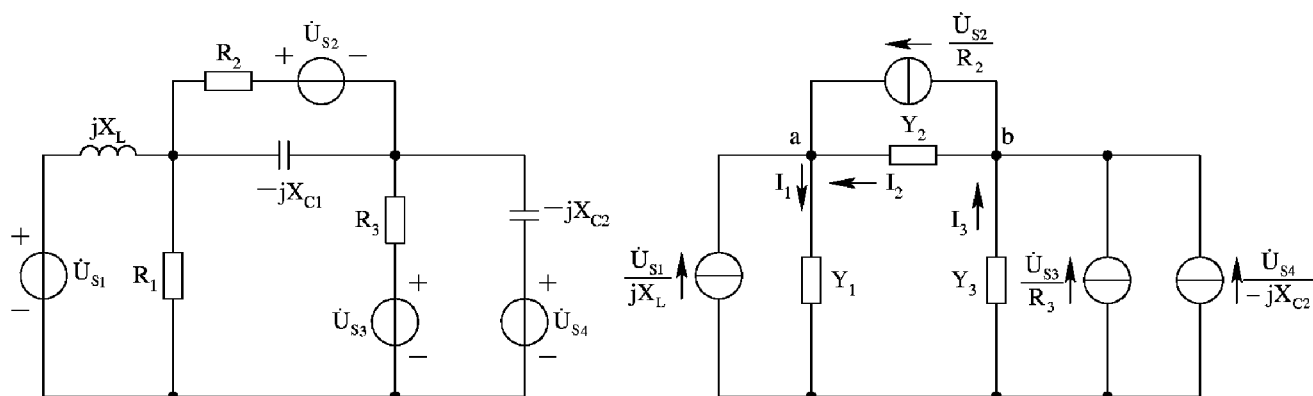 + U̇S2 −
R2
jXL
−jXC1
R3
−jXC2
+
U̇S1
−
R1
+
U̇S3
−
+
U̇S4
−
U̇S2
R2
Y2
a
b
I1
I2
I3
U̇S1
jXL
Y1
Y3
U̇S3
R3
U̇S4
− jXC2